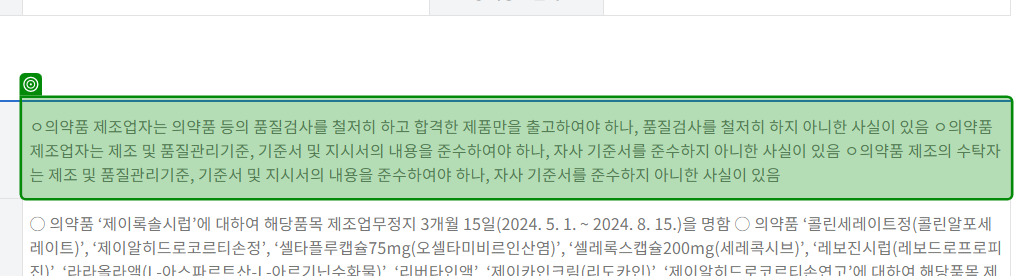 ㅇ의약품 제조업자는 의약품 등의 품질검사를 철저히 하고 합격한 제품만을 출고하여야 하나, 품질검사를 철저히 하지 아니한 사실이 있음 ㅇ의약품
제조업자는 제조 및 품질관리기준, 기준서 및 지시서의 내용을 준수하여야 하나, 자사 기준서를 준수하지 아니한 사실이 있음 ㅇ의약품 제조의 수탁자
는 제조 및 품질관리기준, 기준서 및 지시서의 내용을 준수하여야 하나, 자사 기준서를 준수하지 아니한 사실이 있음
○ 의약품 ‘제이록솔시럽’에 대하여 해당품목 제조업무정지 3개월 15일(2024. 5. 1. ~ 2024. 8. 15.)을 명함 ○ 의약품 ‘콜린세레이트정(콜린알포세
레이트)’, ‘제이알히드로코르티손정’, ‘셀타플루캡슐75mg(오셀타미비르인산염)’, ‘셀레록스캡슐200mg(세레콕시브)’, ‘레보진시럽(레보드로프로피
진)’, ‘라라올라액(L-아스파르트산-L-아르기닌수화물)’, ‘리버타인액’, ‘제이카인크림(리도카인)’, ‘제이알히드로코르티손연고’에 대하여 해당품목 제